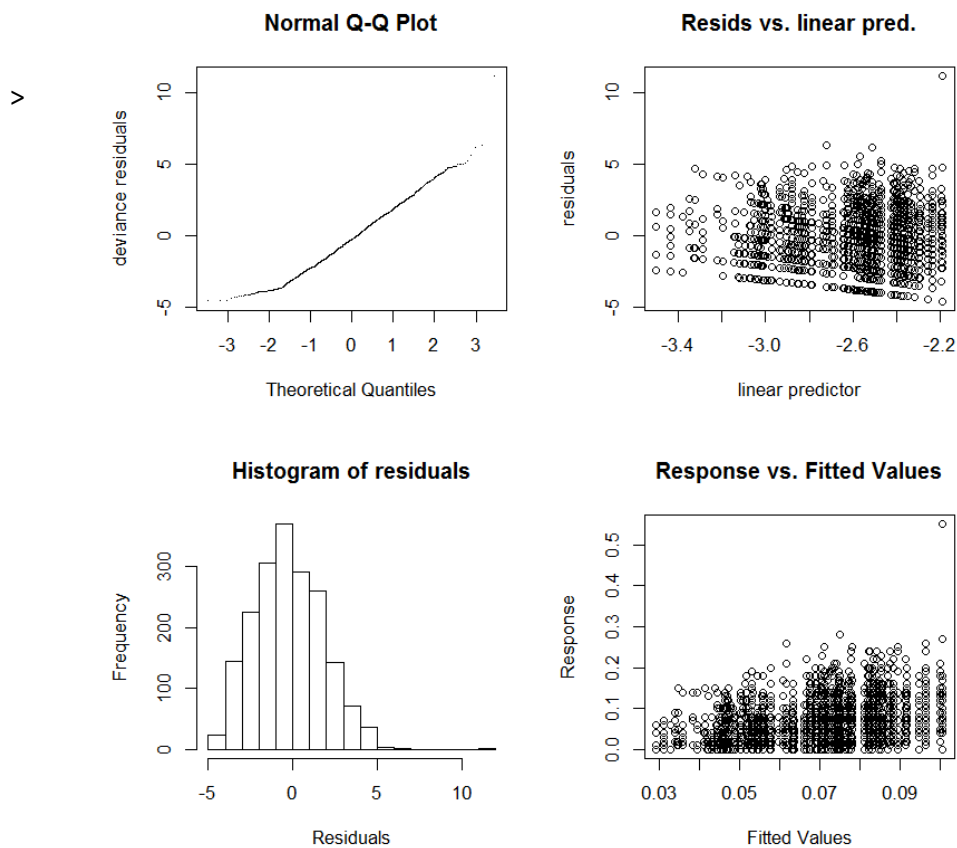 >
Normal Q-Q Plot
deviance residuals
10
5
0
-5
-3 -2 -1 0 1 2 3
Theoretical Quantiles
Resids vs. linear pred.
residuals
10
5
0
-5
-3.4 -3.0 -2.6 -2.2
linear predictor
Histogram of residuals
Frequency
300
200
100
0
-5 0 5 10
Residuals
Response vs. Fitted Values
Response
0.5
0.4
0.3
0.2
0.1
0.0
0.03 0.05 0.07 0.09
Fitted Values